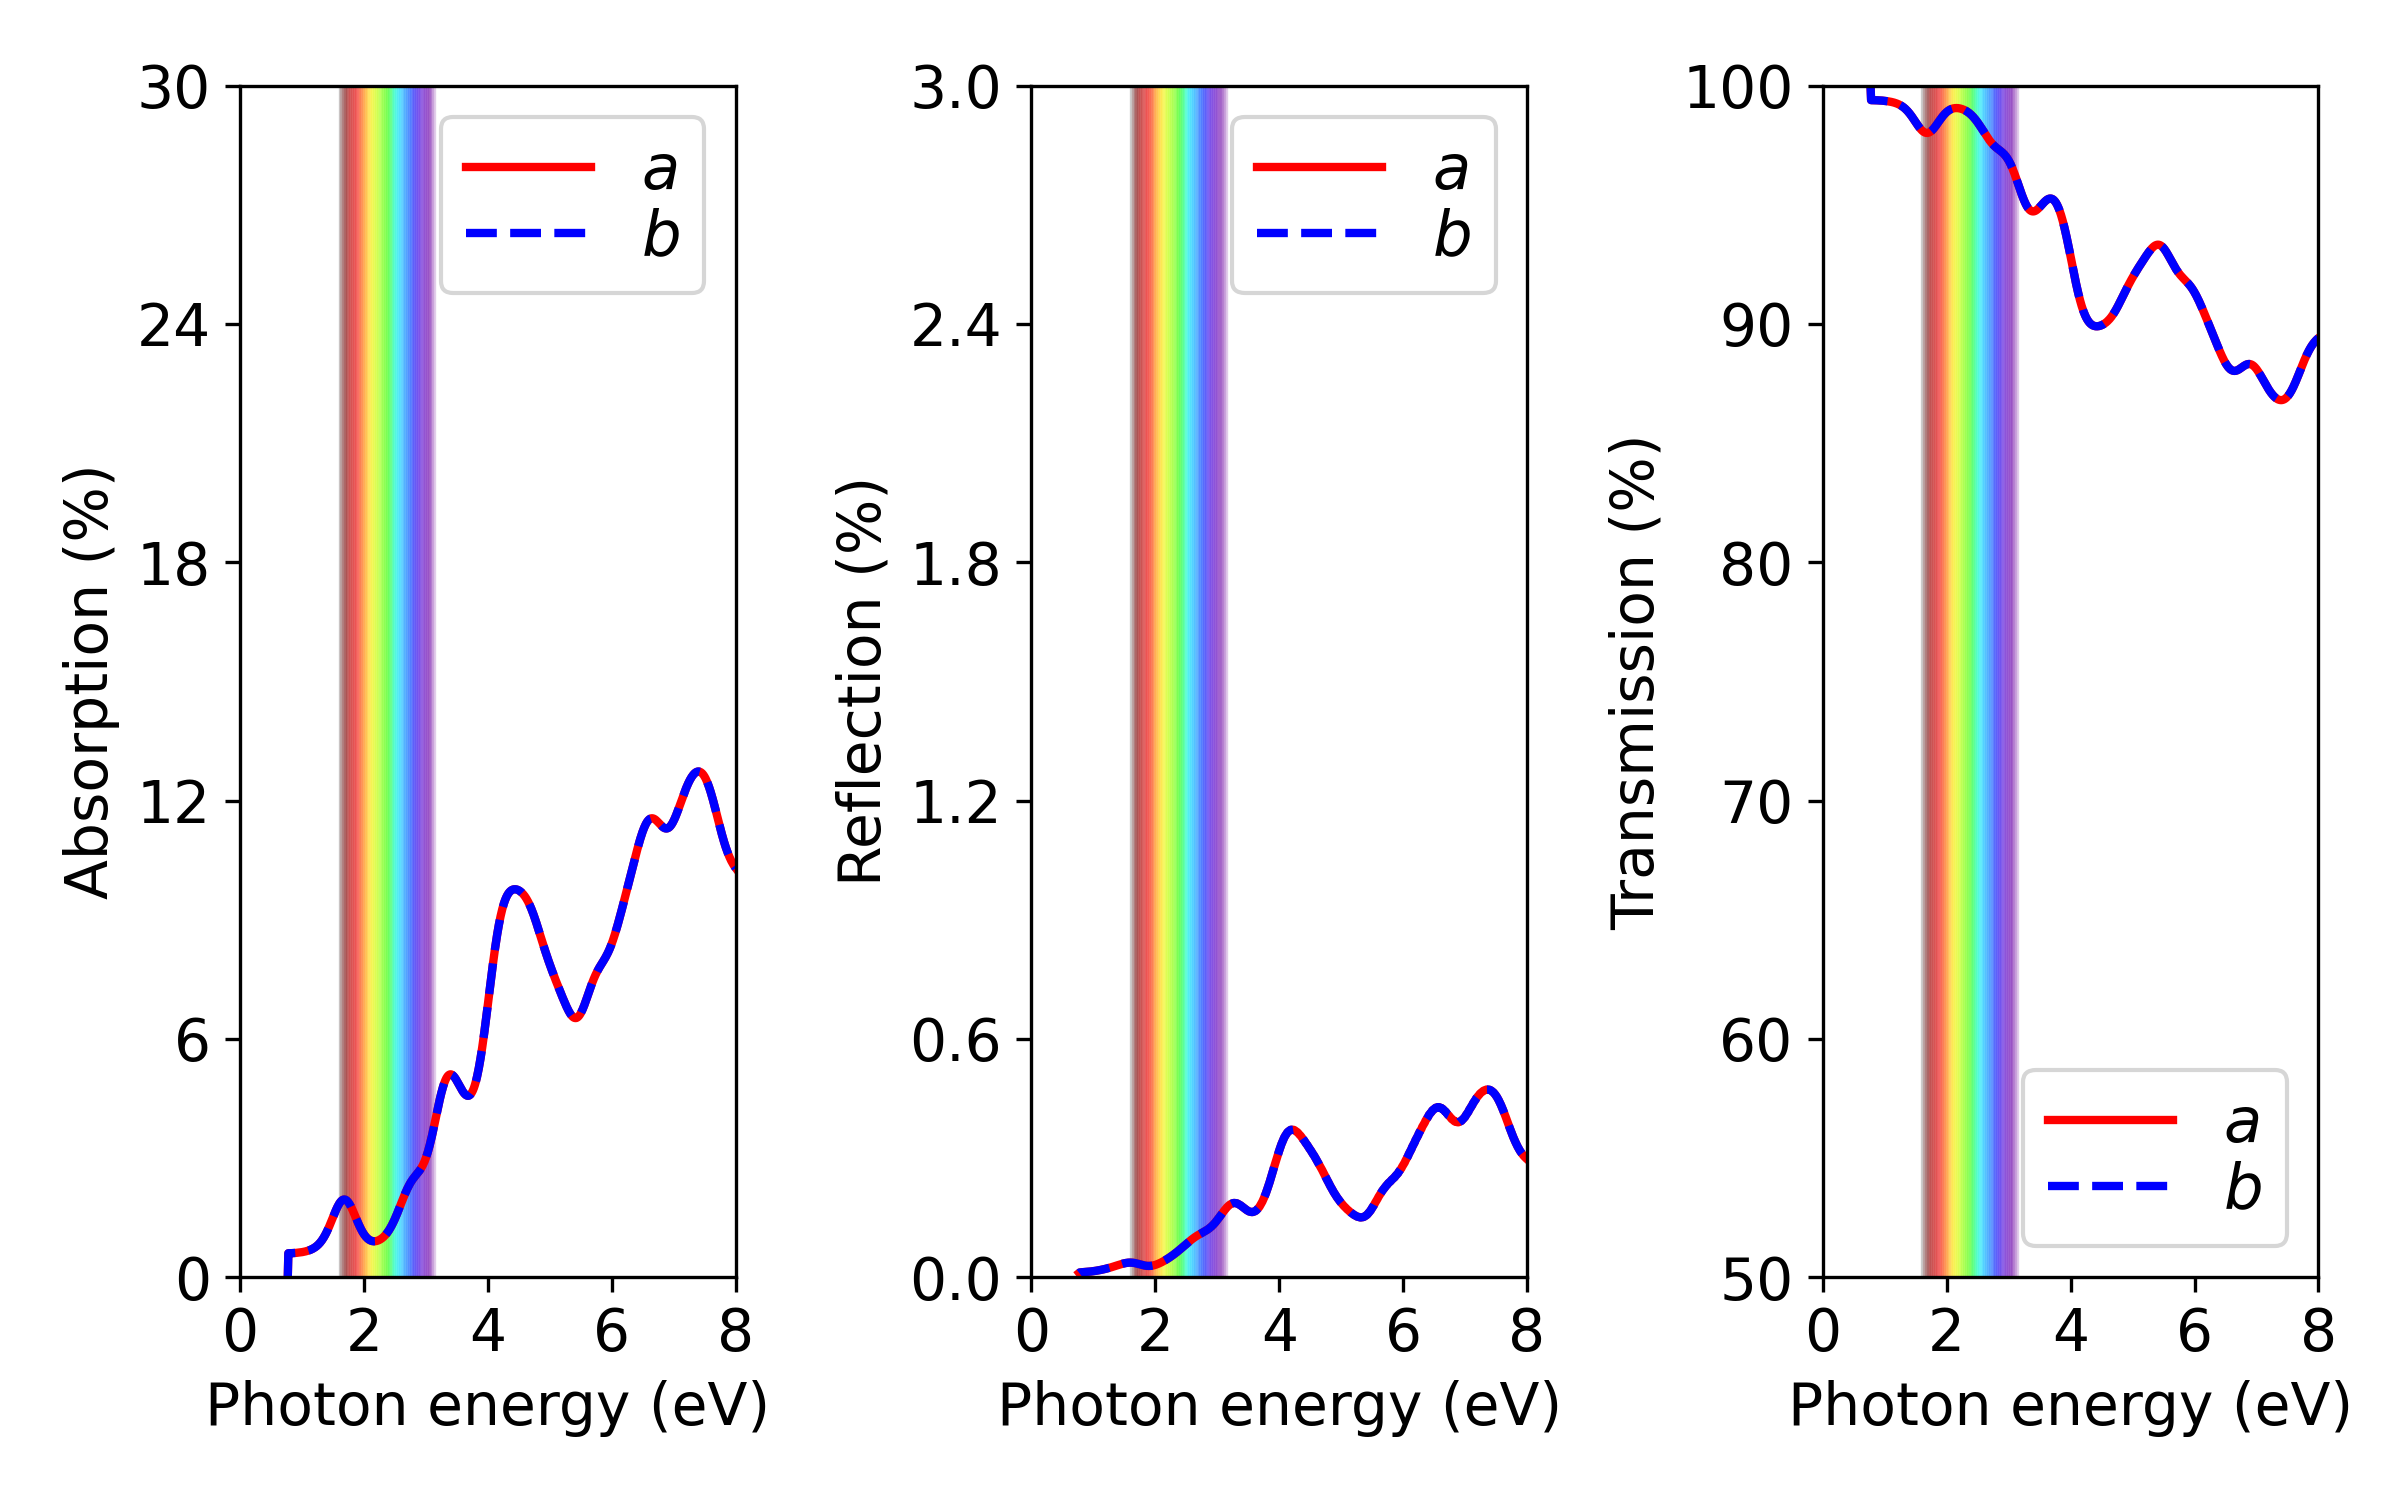 30
24
18
12
6
0
0 2 4 6 8
Absorption (%)
Photon energy (eV)
a
b
3.0
2.4
1.8
1.2
0.6
0.0
0 2 4 6 8
Reflection (%)
Photon energy (eV)
a
b
100
90
80
70
60
50
0 2 4 6 8
Transmission (%)
Photon energy (eV)
a
b